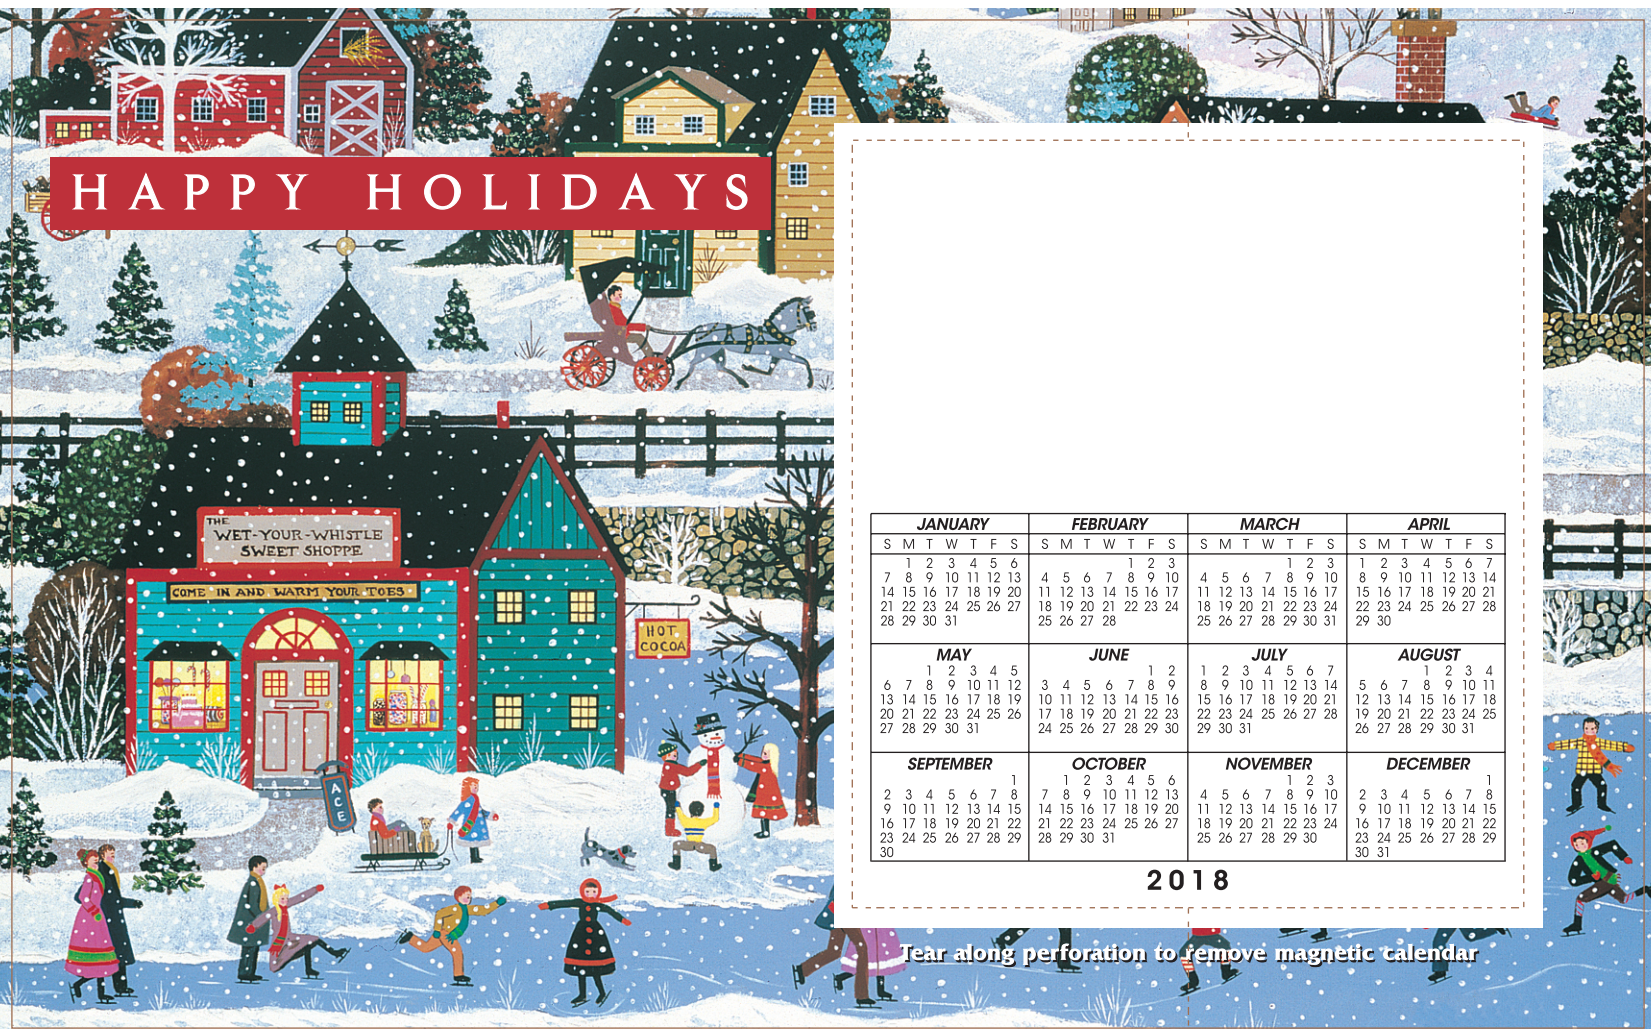 HAPPY HOLIDAYS
THE
WET-YOUR-WHISTLE
SWEET SHOPPE
COME IN AND WARM YOUR TOES
HOT
COCOA
A
C
E
JANUARY
S M T W T F S
1 2 3 4 5 6
7 8 9 10 11 12 13
14 15 16 17 18 19 20
21 22 23 24 25 26 27
28 29 30 31
FEBRUARY
S M T W T F S
1 2 3
4 5 6 7 8 9 10
11 12 13 14 15 16 17
18 19 20 21 22 23 24
25 26 27 28
MARCH
S M T W T F S
1 2 3
4 5 6 7 8 9 10
11 12 13 14 15 16 17
18 19 20 21 22 23 24
25 26 27 28 29 30 31
APRIL
S M T W T F S
1 2 3 4 5 6 7
8 9 10 11 12 13 14
15 16 17 18 19 20 21
22 23 24 25 26 27 28
29 30
MAY
1 2 3 4 5
6 7 8 9 10 11 12
13 14 15 16 17 18 19
20 21 22 23 24 25 26
27 28 29 30 31
JUNE
1 2
3 4 5 6 7 8 9
10 11 12 13 14 15 16
17 18 19 20 21 22 23
24 25 26 27 28 29 30
JULY
1 2 3 4 5 6 7
8 9 10 11 12 13 14
15 16 17 18 19 20 21
22 23 24 25 26 27 28
29 30 31
AUGUST
1 2 3 4
5 6 7 8 9 10 11
12 13 14 15 16 17 18
19 20 21 22 23 24 25
26 27 28 29 30 31
SEPTEMBER
1
2 3 4 5 6 7 8
9 10 11 12 13 14 15
16 17 18 19 20 21 22
23 24 25 26 27 28 29
30
OCTOBER
1 2 3 4 5 6
7 8 9 10 11 12 13
14 15 16 17 18 19 20
21 22 23 24 25 26 27
28 29 30 31
NOVEMBER
1 2 3
4 5 6 7 8 9 10
11 12 13 14 15 16 17
18 19 20 21 22 23 24
25 26 27 28 29 30
DECEMBER
1
2 3 4 5 6 7 8
9 10 11 12 13 14 15
16 17 18 19 20 21 22
23 24 25 26 27 28 29
30 31
2018
Tear along perforation to remove magnetic calendar